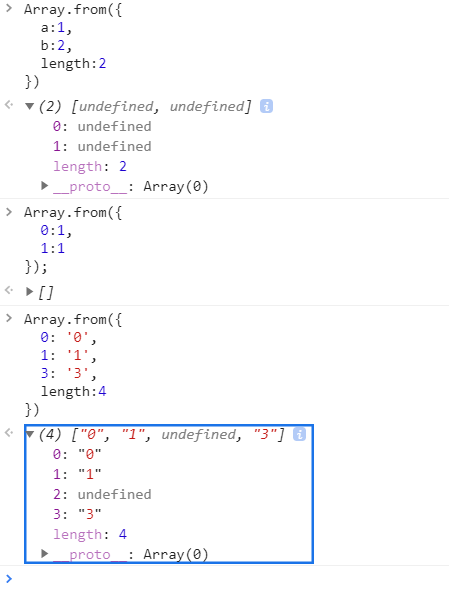 > Array.from({
a:1,
b:2,
length:2
})
(2) [undefined, undefined] i
0: undefined
1: undefined
length: 2
__proto__: Array(0)
> Array.from({
0:1,
1:1
});
[]
> Array.from({
0: '0',
1: '1',
3: '3',
length:4
})
(4) ["0", "1", undefined, "3"] i
0: "0"
1: "1"
2: undefined
3: "3"
length: 4
__proto__: Array(0)
>